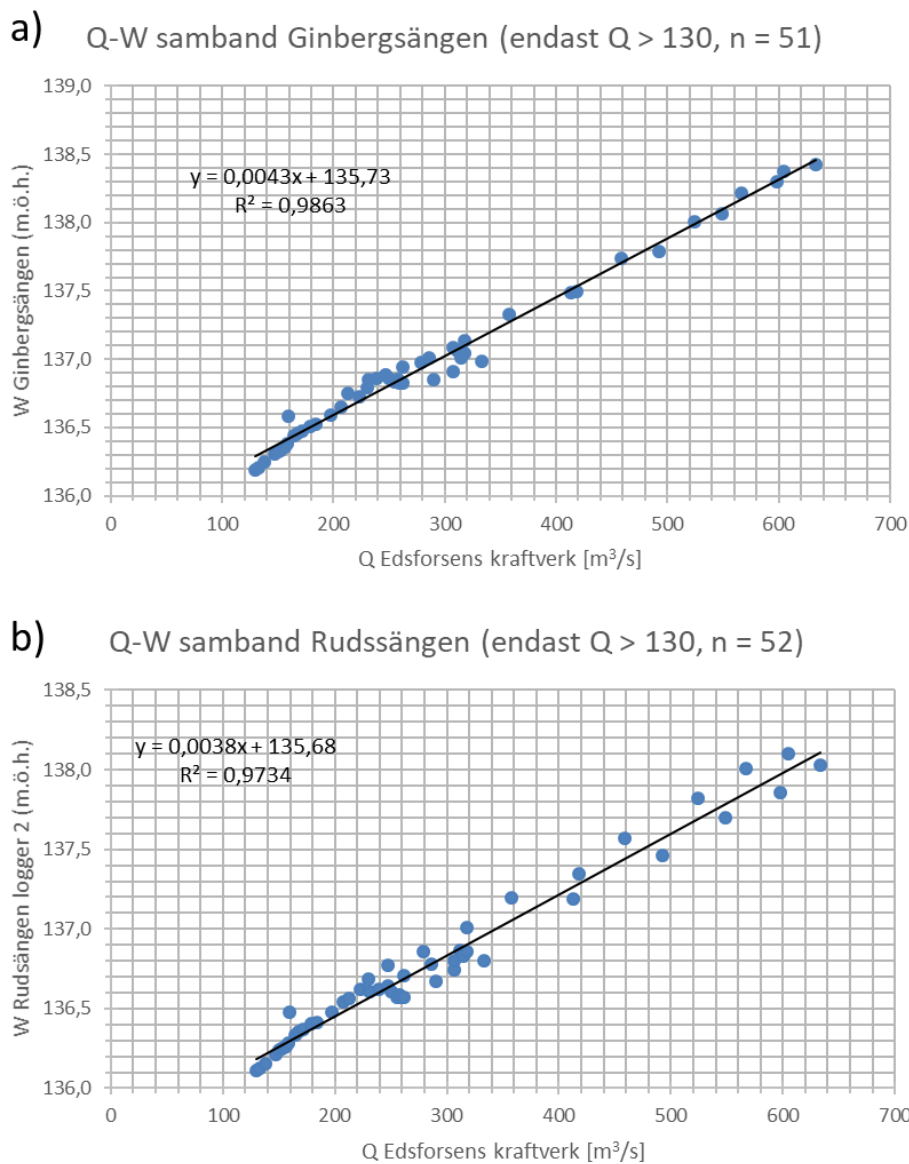 a) Q-W samband Ginbergsängen (endast Q > 130, n = 51)
139,0
138,5
138,0
137,5
137,0
136,5
136,0
W Ginbergsängen (m.ö.h.)
y = 0,0043x + 135,73
R² = 0,9863
0 100 200 300 400 500 600 700
Q Edsforsens kraftverk [m³/s]
b) Q-W samband Rudssängen (endast Q > 130, n = 52)
138,5
138,0
137,5
137,0
136,5
136,0
W Rudsängen logger 2 (m.ö.h.)
y = 0,0038x + 135,68
R² = 0,9734
0 100 200 300 400 500 600 700
Q Edsforsens kraftverk [m³/s]